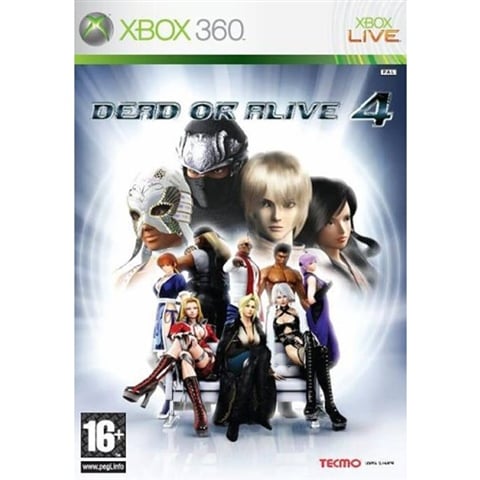 XBOX 360
XBOX
LIVE
PAL
DEAD OR ALIVE 4
16+
www.pegi.info
TECMO